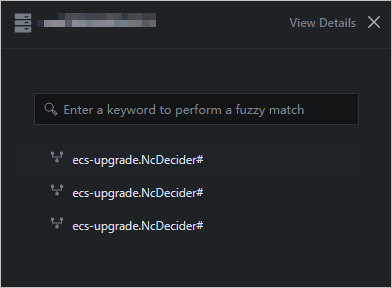 View Details
Enter a keyword to perform a fuzzy match
ecs-upgrade.NcDecider#
ecs-upgrade.NcDecider#
ecs-upgrade.NcDecider#